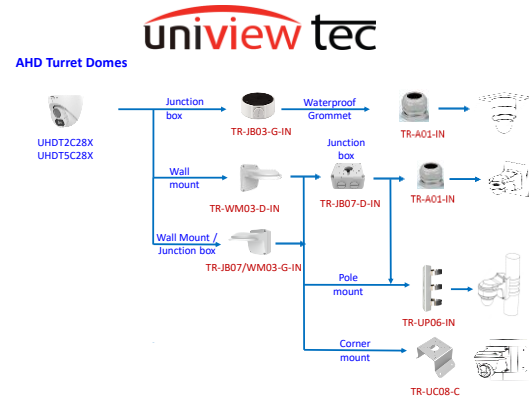 uniview tec
AHD Turret Domes
UHDT2C28X
UHDT5C28X
Junction
box
TR-JB03-G-IN
Waterproof
Grommet
TR-A01-IN
Wall
mount
TR-WM03-D-IN
Junction
box
TR-JB07-D-IN
TR-A01-IN
Wall Mount /
Junction box
TR-JB07/WM03-G-IN
Pole
mount
TR-UP06-IN
Corner
mount
TR-UC08-C